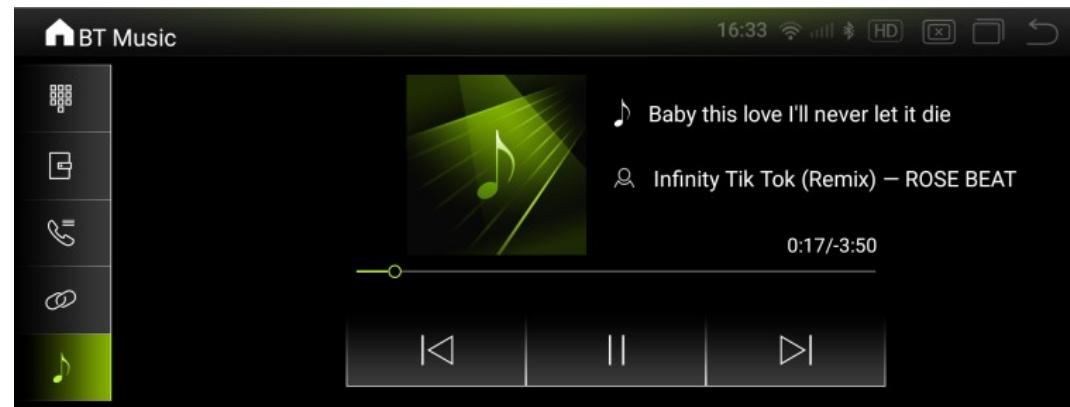 BT Music
16:33
HD
Baby this love I'll never let it die
Infinity Tik Tok (Remix) — ROSE BEAT
0:17/-3:50